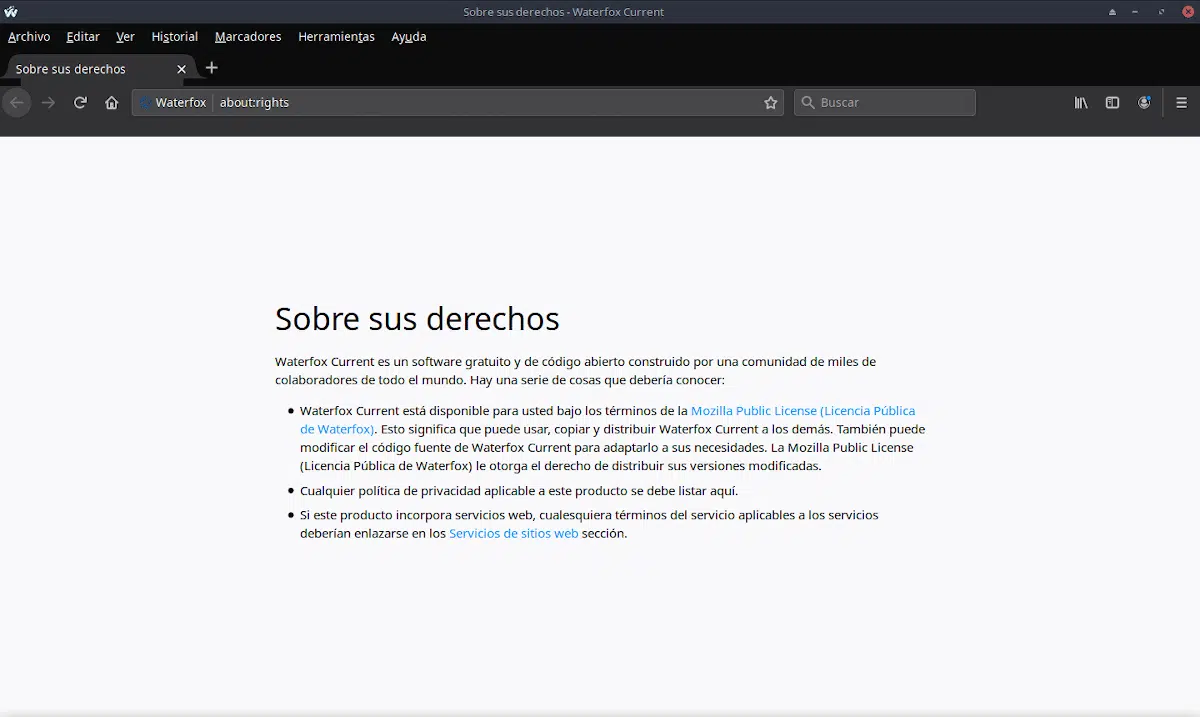 Sobre sus derechos - Waterfox Current
Archivo Editar Ver Historial Marcadores Herramientas Ayuda
Sobre sus derechos
Waterfox about:rights Buscar
Sobre sus derechos
Waterfox Current es un software gratuito y de código abierto construido por una comunidad de miles de
colaboradores de todo el mundo. Hay una serie de cosas que debería conocer:
Waterfox Current está disponible para usted bajo los términos de la Mozilla Public License (Licencia Pública
de Waterfox). Esto significa que puede usar, copiar y distribuir Waterfox Current a los demás. También puede
modificar el código fuente de Waterfox Current para adaptarlo a sus necesidades. La Mozilla Public License
(Licencia Pública de Waterfox) le otorga el derecho de distribuir sus versiones modificadas.
Cualquier política de privacidad aplicable a este producto se debe listar aquí.
Si este producto incorpora servicios web, cualesquiera términos del servicio aplicables a los servicios
deberían enlazarse en los Servicios de sitios web sección.